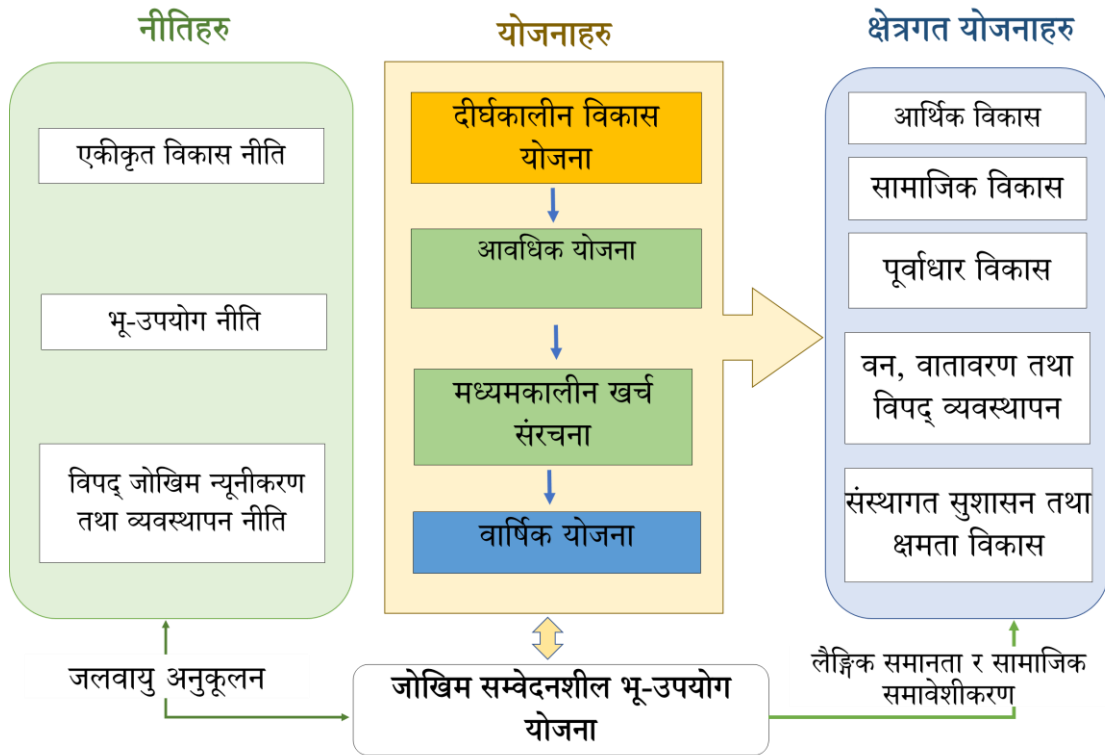 नीतिहरु
एकीकृत विकास नीति
भू-उपयोग नीति
विपद् जोखिम न्यूनीकरण
तथा व्यवस्थापन नीति
योजनाहरु
दीर्घकालीन विकास
योजना
आवधिक योजना
मध्यमकालीन खर्च
संरचना
वार्षिक योजना
क्षेत्रगत योजनाहरु
आर्थिक विकास
सामाजिक विकास
पूर्वाधार विकास
वन, वातावरण तथा
विपद् व्यवस्थापन
संस्थागत सुशासन तथा
क्षमता विकास
जलवायु अनुकूलन
जोखिम सम्वेदनशील भू-उपयोग
योजना
लैङ्गिक समानता र सामाजिक
समावेशीकरण